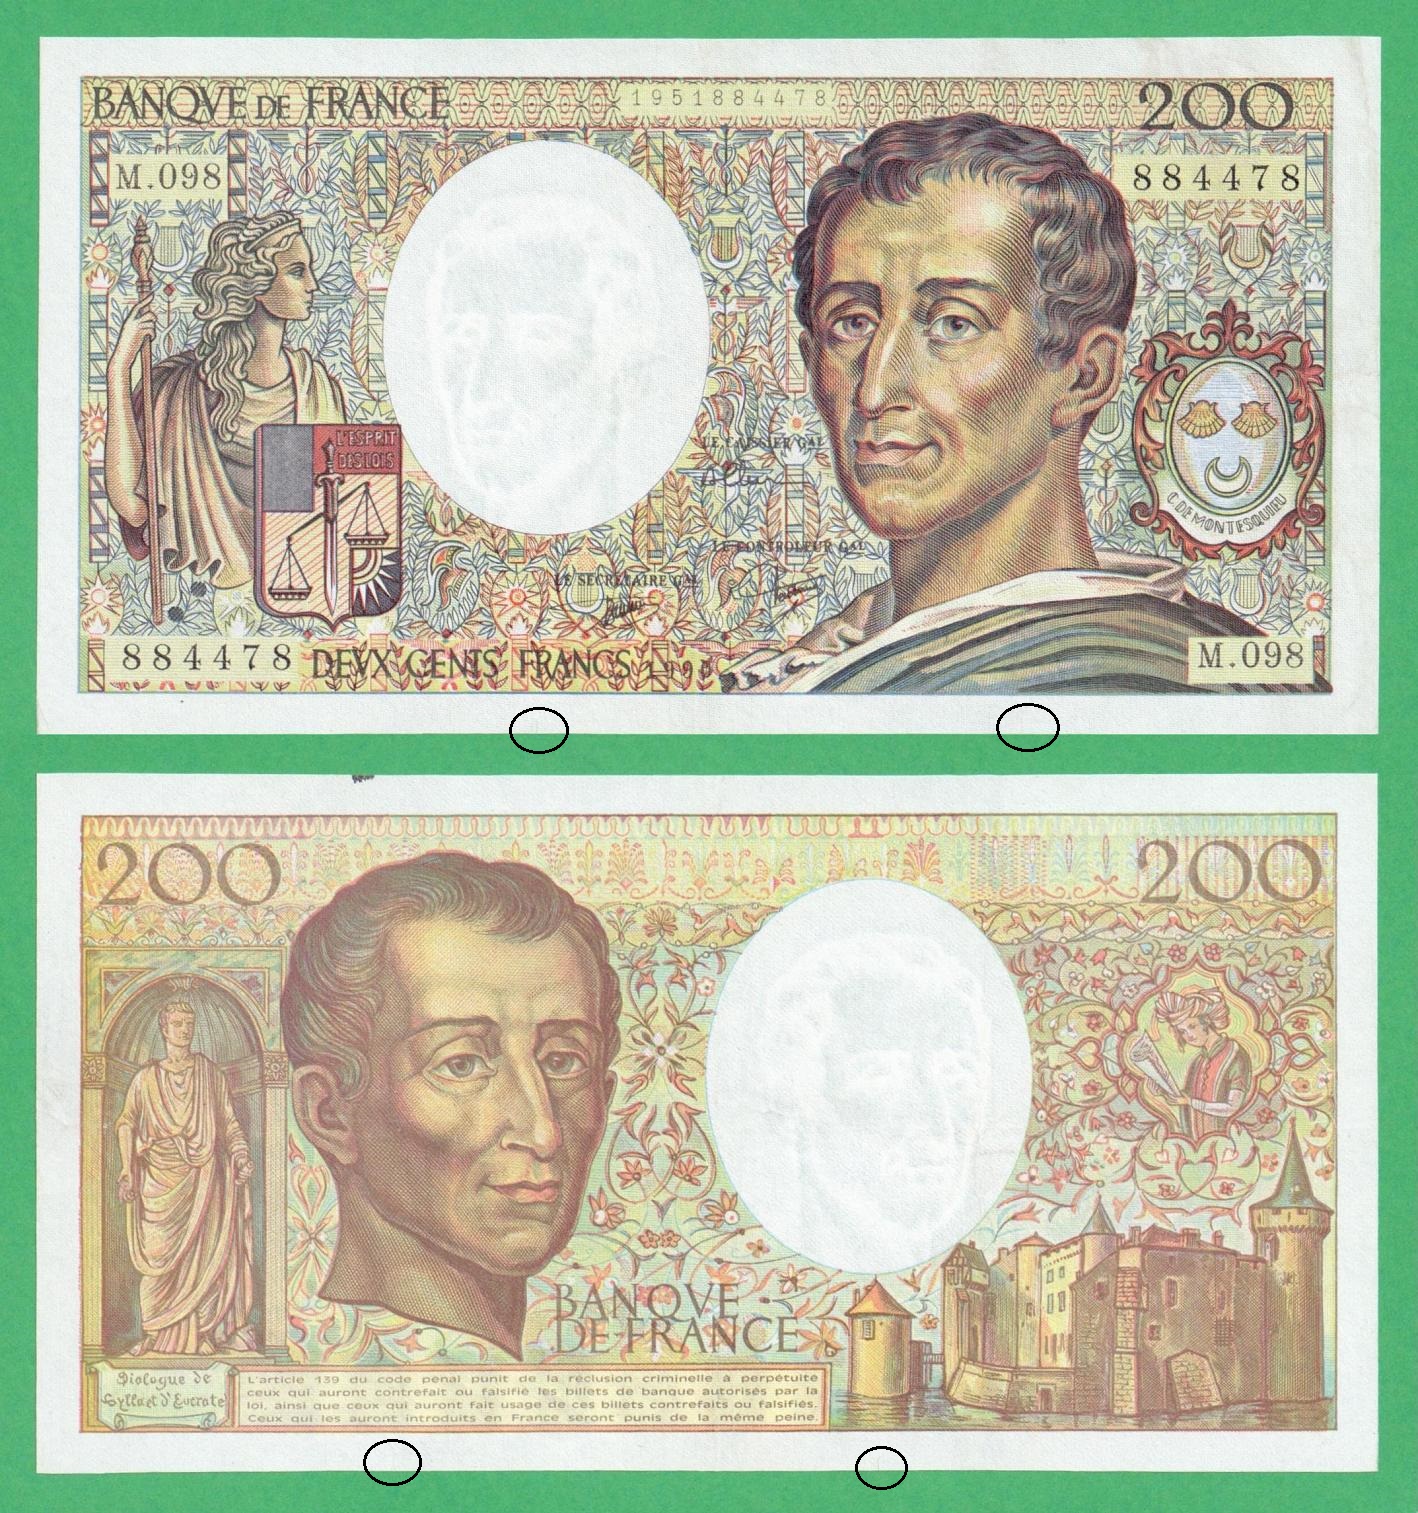 BANQVE DE FRANCE
1951884478
200
M.098
884478
L'ESPRIT
DES LOIS
LE CAISSIER GAL
C.DE MONTESQUIEU
LE CONTROLEUR GAL
LE SECRETAIRE GAL
884478
DEVX CENTS FRANCS
M.098
200
200
BANQVE
DE FRANCE
Dialogue de
Sylla et d'Eucrate
L'article 139 du code pénal punit de la réclusion criminelle à perpétuité
ceux qui auront contrefait ou falsifié les billets de banque autorisés par la
loi, ainsi que ceux qui auront fait usage de ces billets contrefaits ou falsifiés.
Ceux qui les auront introduits en France seront punis de la même peine.